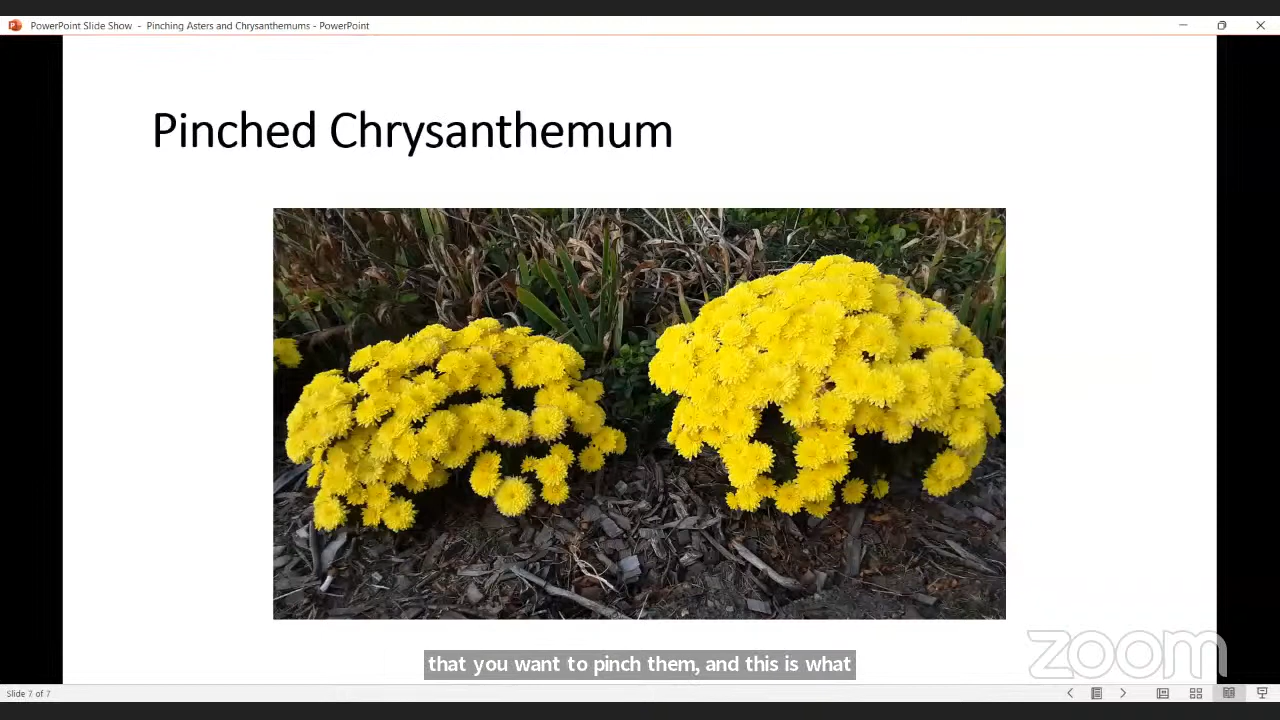 PowerPoint Slide Show - Pinching Asters and Chrysanthemums - PowerPoint
Pinched Chrysanthemum
that you want to pinch them, and this is what
zoom
Slide 7 of 7